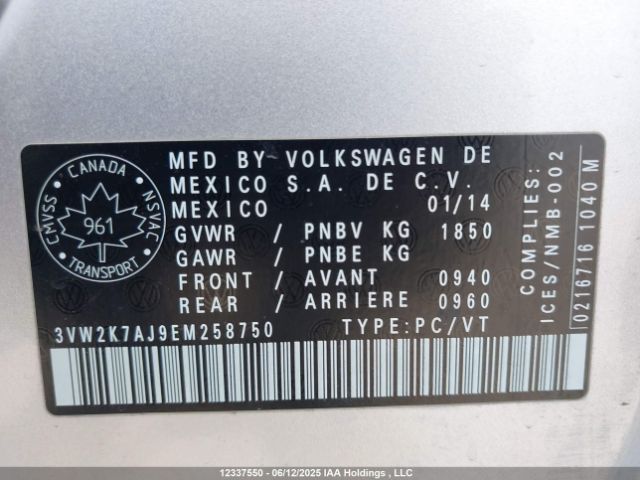 CANADA
CMVSS
NSVAC
961
TRANSPORT
MFD BY VOLKSWAGEN DE
MEXICO S.A. DE C.V.
MEXICO 01/14
GVWR / PNBV KG 1850
GAWR / PNBE KG
FRONT / AVANT 0940
REAR / ARRIÈRE 0960
3VW2K7AJ9EM258750 TYPE:PC/VT
COMPLIES:
ICES/NMB-002
0216716 1040 M
12337550 - 06/12/2025 IAA Holdings , LLC